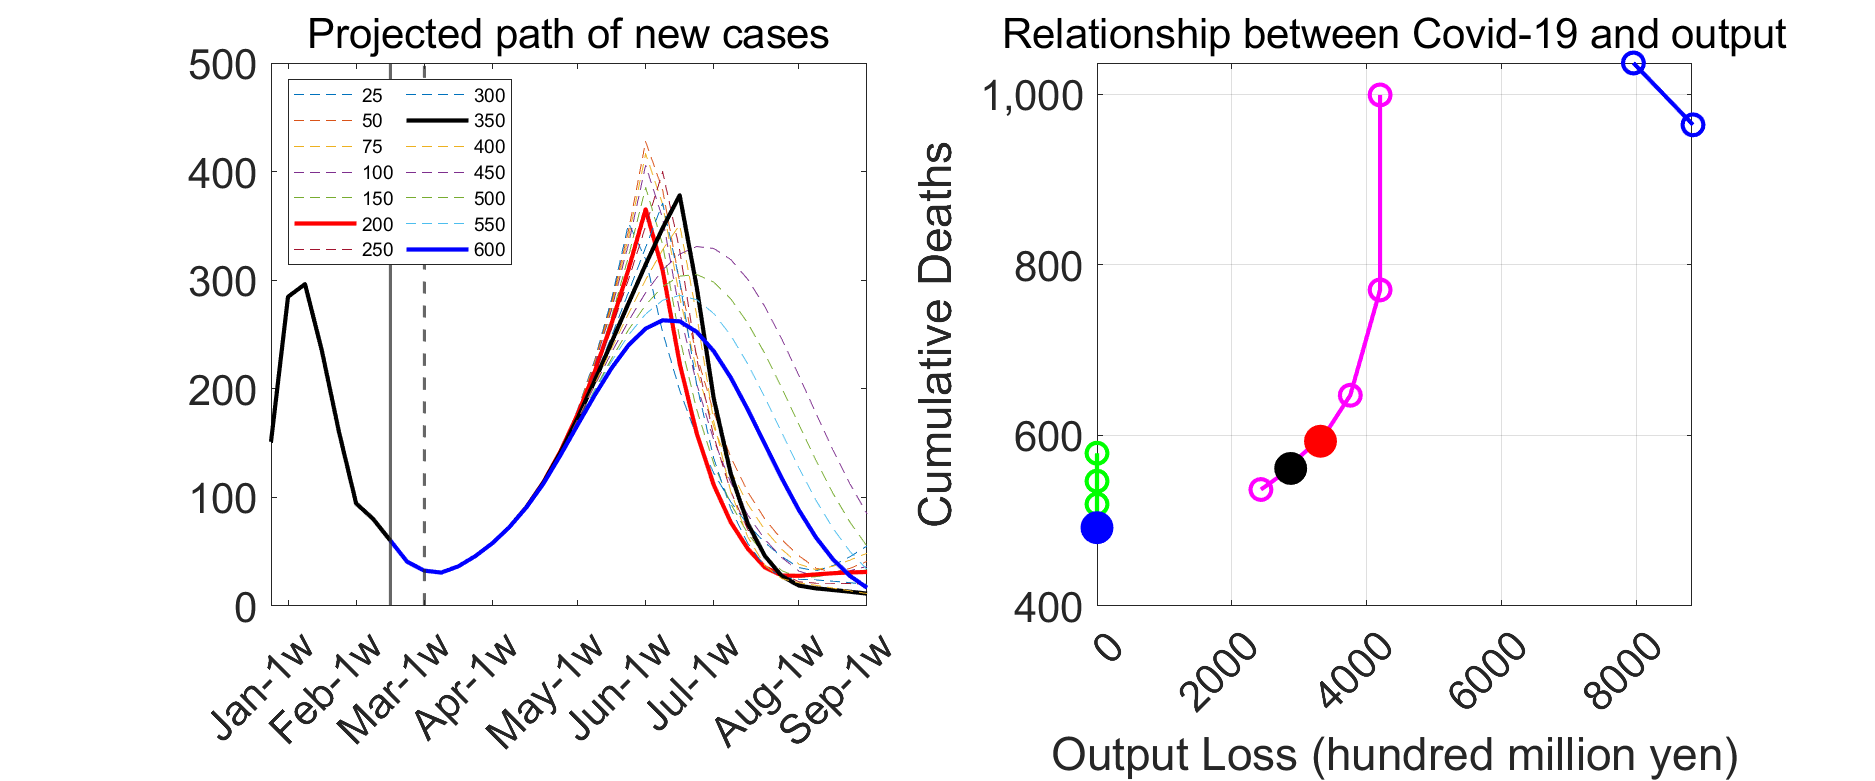 Projected path of new cases
500
400
300
200
100
0
25
50
75
100
150
200
250
300
350
400
450
500
550
600
Jan-1w
Feb-1w
Mar-1w
Apr-1w
May-1w
Jun-1w
Jul-1w
Aug-1w
Sep-1w
Relationship between Covid-19 and output
Cumulative Deaths
1,000
800
600
400
0
2000
4000
6000
8000
Output Loss (hundred million yen)